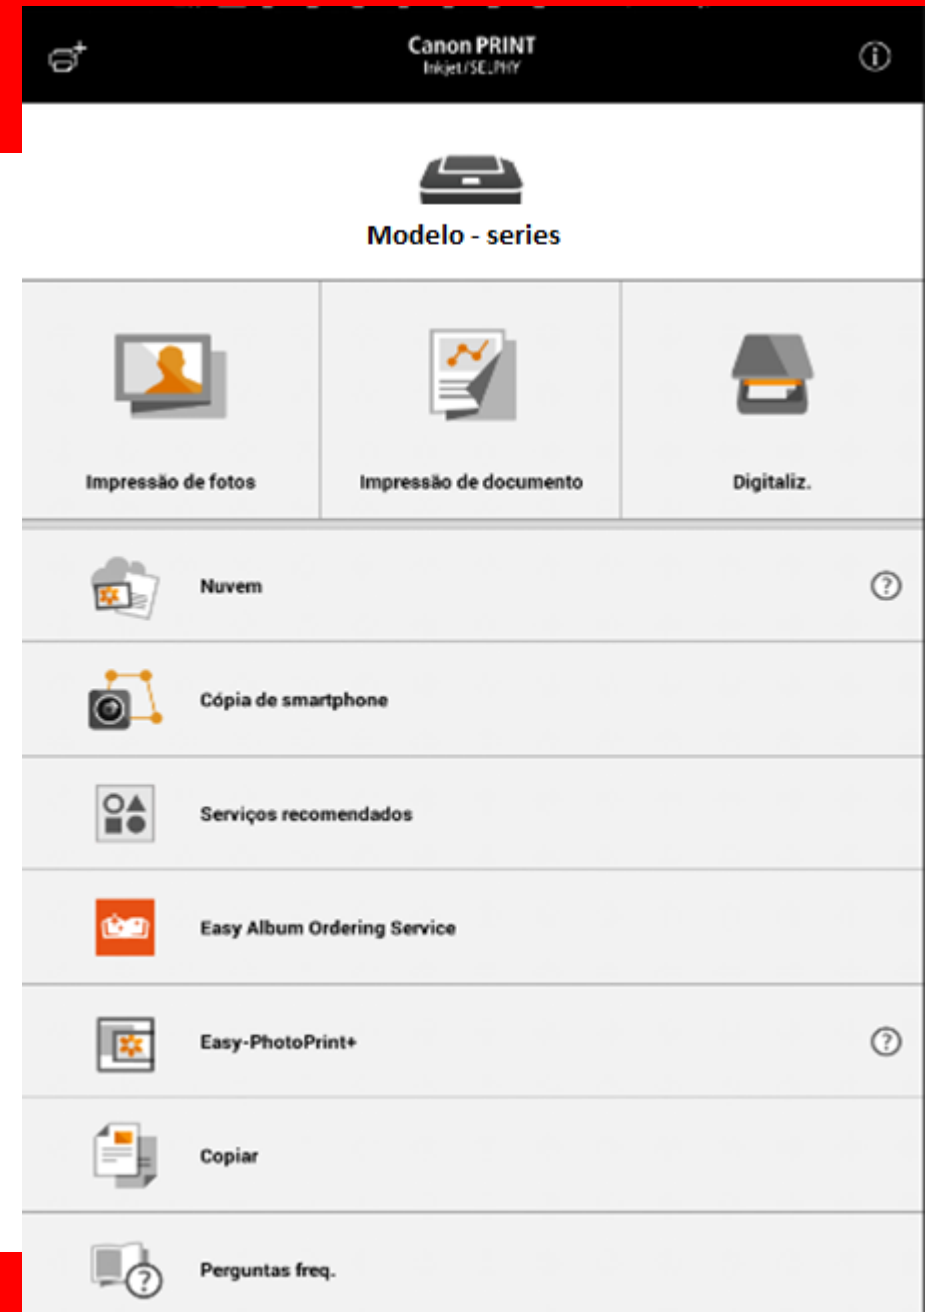 Canon PRINT
Inkjet/SELPHY
Modelo - series
Impressão de fotos
Impressão de documento
Digitaliz.
Nuvem
Cópia de smartphone
Serviços recomendados
Easy Album Ordering Service
Easy-PhotoPrint+
Copiar
Perguntas freq.